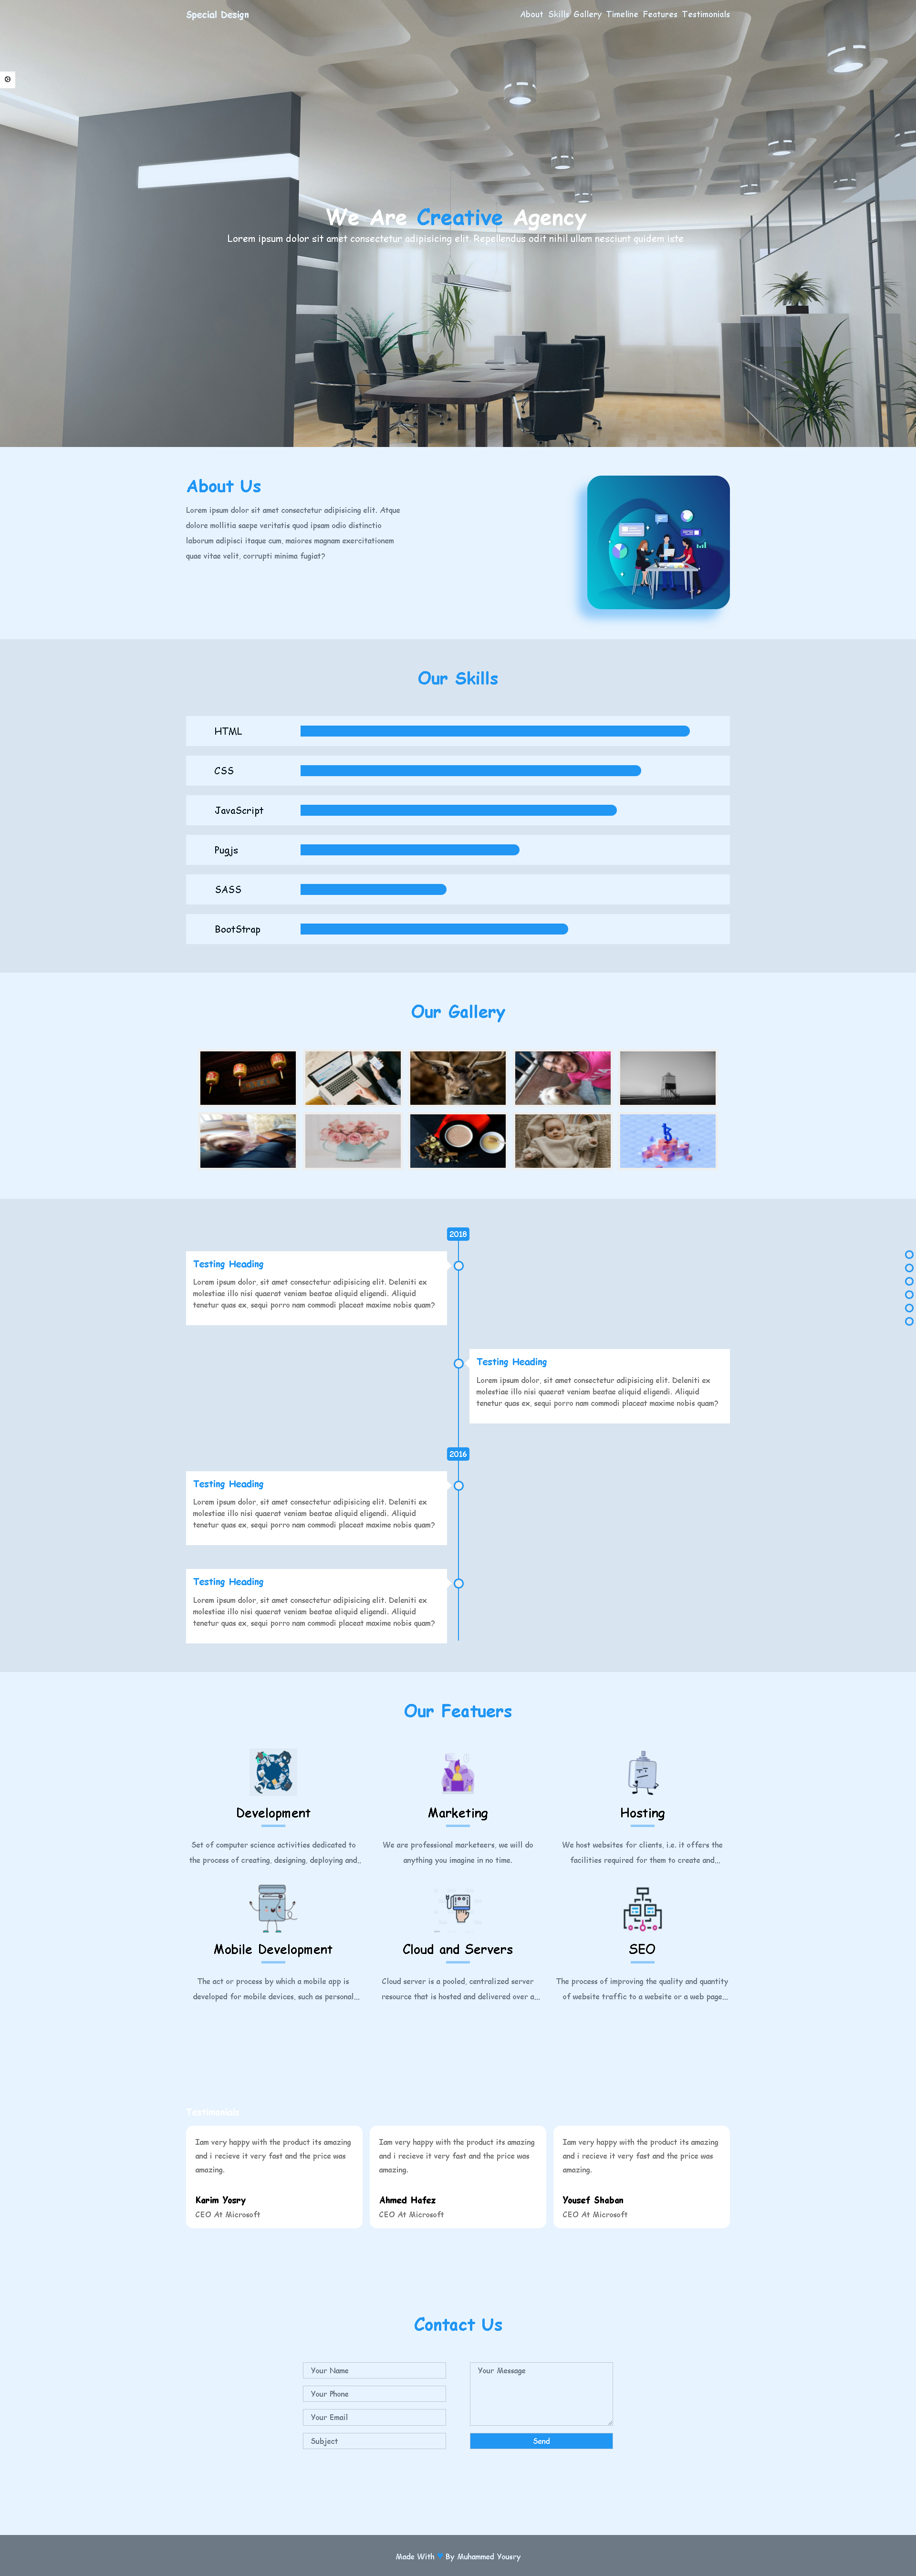 Special Design
About Skills Gallery Timeline Features Testimonials
We Are Creative Agency
Lorem ipsum dolor sit amet consectetur adipisicing elit. Repellendus odit nihil ullam nesciunt quidem iste
About Us
Lorem ipsum dolor sit amet consectetur adipisicing elit. Atque
dolore mollitia saepe veritatis quod ipsam odio distinctio
laborum adipisci itaque cum, maiores magnam exercitationem
quae vitae velit, corrupti minima fugiat?
Our Skills
HTML
CSS
JavaScript
Pugjs
SASS
BootStrap
Our Gallery
2018
Testing Heading
Lorem ipsum dolor, sit amet consectetur adipisicing elit. Deleniti ex
molestiae illo nisi quaerat veniam beatae aliquid eligendi. Aliquid
tenetur quas ex, sequi porro nam commodi placeat maxime nobis quam?
Testing Heading
Lorem ipsum dolor, sit amet consectetur adipisicing elit. Deleniti ex
molestiae illo nisi quaerat veniam beatae aliquid eligendi. Aliquid
tenetur quas ex, sequi porro nam commodi placeat maxime nobis quam?
2016
Testing Heading
Lorem ipsum dolor, sit amet consectetur adipisicing elit. Deleniti ex
molestiae illo nisi quaerat veniam beatae aliquid eligendi. Aliquid
tenetur quas ex, sequi porro nam commodi placeat maxime nobis quam?
Testing Heading
Lorem ipsum dolor, sit amet consectetur adipisicing elit. Deleniti ex
molestiae illo nisi quaerat veniam beatae aliquid eligendi. Aliquid
tenetur quas ex, sequi porro nam commodi placeat maxime nobis quam?
Our Featuers
Development
Set of computer science activities dedicated to
the process of creating, designing, deploying and...
Marketing
We are professional marketeers, we will do
anything you imagine in no time.
Hosting
We host websites for clients, i.e. it offers the
facilities required for them to create and...
Mobile Development
The act or process by which a mobile app is
developed for mobile devices, such as personal...
Cloud and Servers
Cloud server is a pooled, centralized server
resource that is hosted and delivered over a...
SEO
The process of improving the quality and quantity
of website traffic to a website or a web page...
Testimonials
Iam very happy with the product its amazing
and i recieve it very fast and the price was
amazing.
Karim Yosry
CEO At Microsoft
Iam very happy with the product its amazing
and i recieve it very fast and the price was
amazing.
Ahmed Hafez
CEO At Microsoft
Iam very happy with the product its amazing
and i recieve it very fast and the price was
amazing.
Yousef Shaban
CEO At Microsoft
Contact Us
Your Name
Your Phone
Your Email
Subject
Your Message
Send
Made With ♥ By Muhammed Yousry